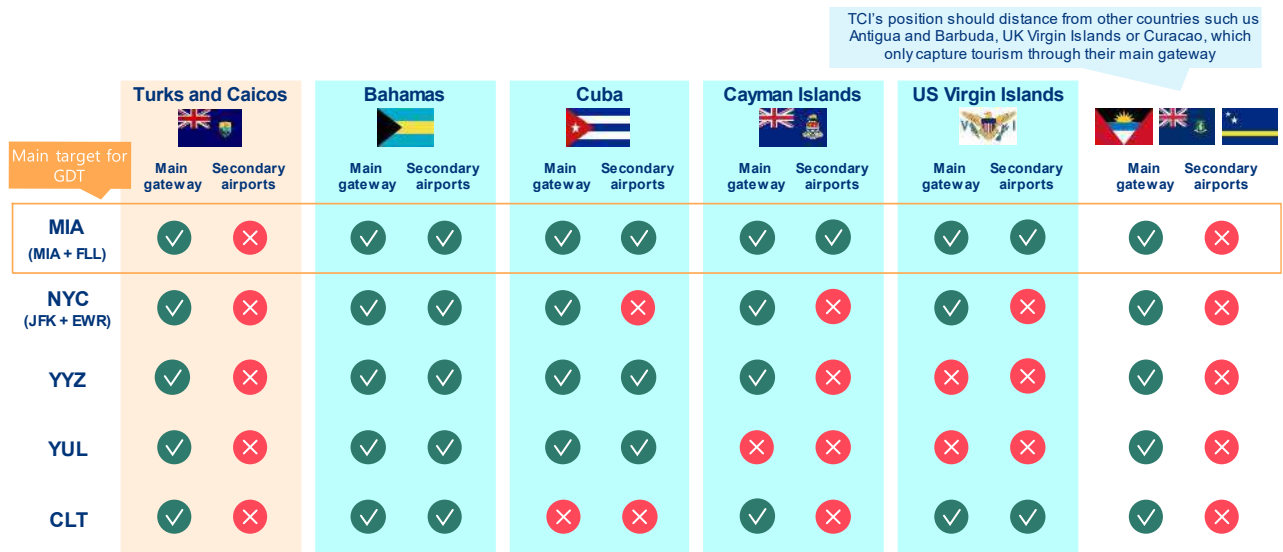 TCI's position should distance from other countries such us
Antigua and Barbuda, UK Virgin Islands or Curacao, which
only capture tourism through their main gateway
Turks and Caicos
Bahamas
Cuba
Cayman Islands
US Virgin Islands
V I
Main target for
GDT
Main Secondary
gateway airports
Main Secondary
gateway airports
Main Secondary
gateway airports
Main Secondary
gateway airports
Main Secondary
gateway airports
Main Secondary
gateway airports
MIA
(MIA + FLL)
NYC
(JFK + EWR)
YYZ
YUL
CLT